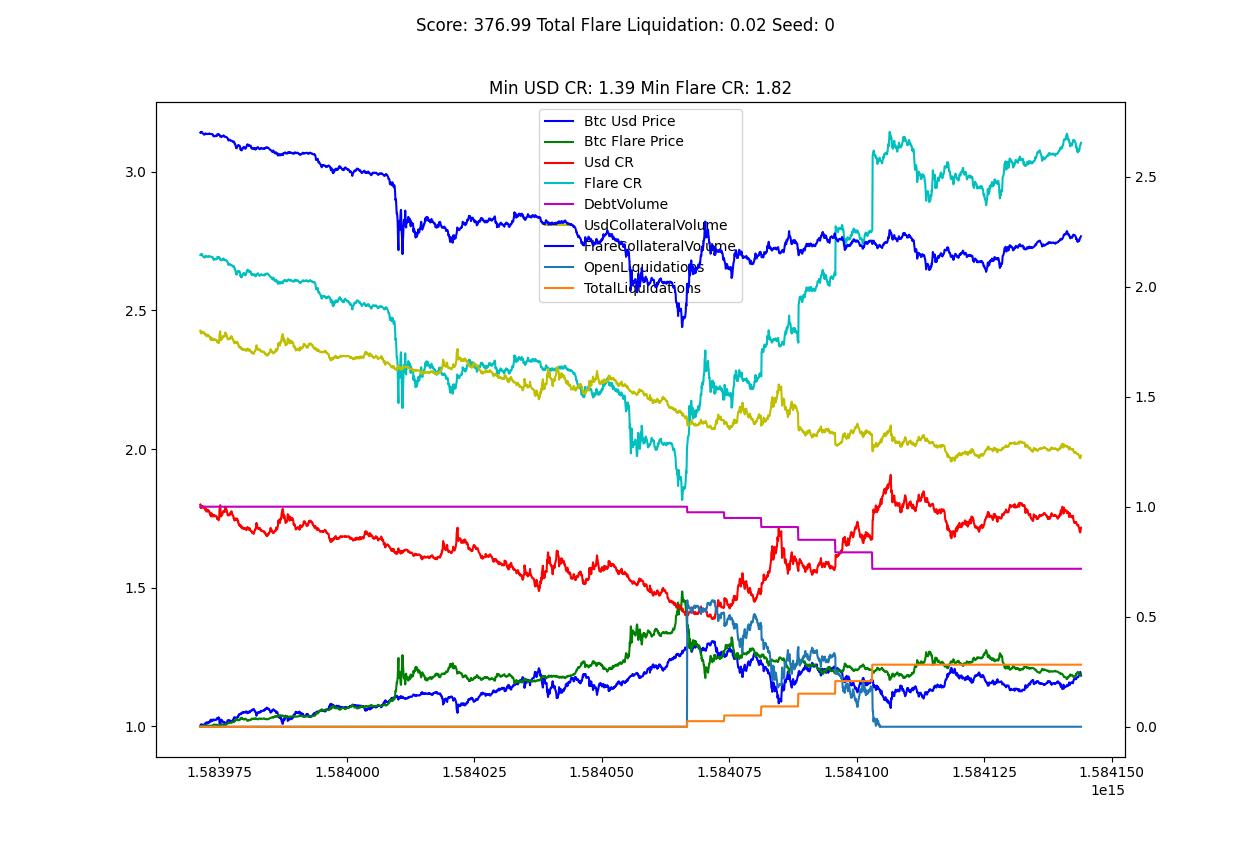 Score: 376.99 Total Flare Liquidation: 0.02 Seed: 0
Min USD CR: 1.39 Min Flare CR: 1.82
Btc Usd Price
Btc Flare Price
Usd CR
Flare CR
DebtVolume
UsdCollateralVolume
FlareCollateralVolume
OpenLiquidations
TotalLiquidations
3.0
2.5
2.0
1.5
1.0
2.5
2.0
1.5
1.0
0.5
0.0
1.583975 1.584000 1.584025 1.584050 1.584075 1.584100 1.584125 1.584150
1e15